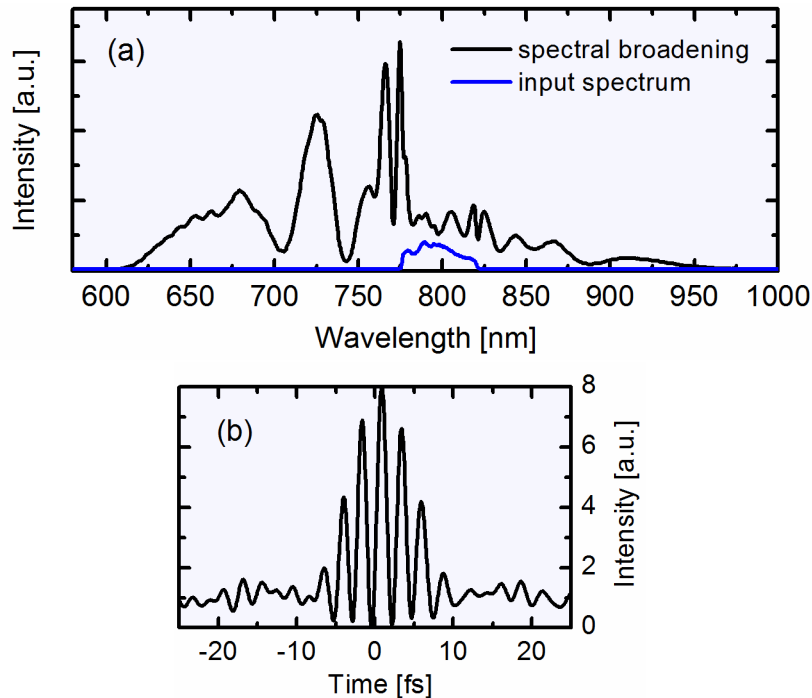 (a)
spectral broadening
input spectrum
Intensity [a.u.]
600 650 700 750 800 850 900 950 1000
Wavelength [nm]
(b)
8
6
4
2
0
Intensity [a.u.]
-20 -10 0 10 20
Time [fs]